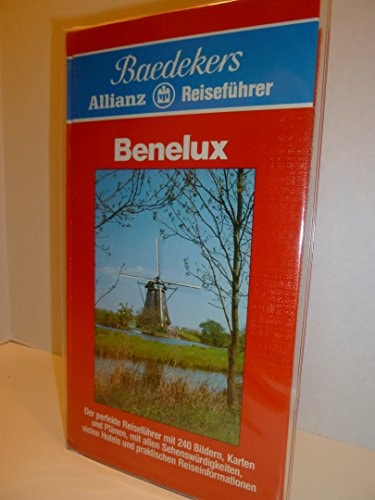 Baedekers
Allianz Reiseführer
Benelux
Der perfekte Reiseführer mit 240 Bildern, Karten
und Plänen, mit allen Sehenswürdigkeiten,
vielen Hotels und praktischen Reiseinformationen